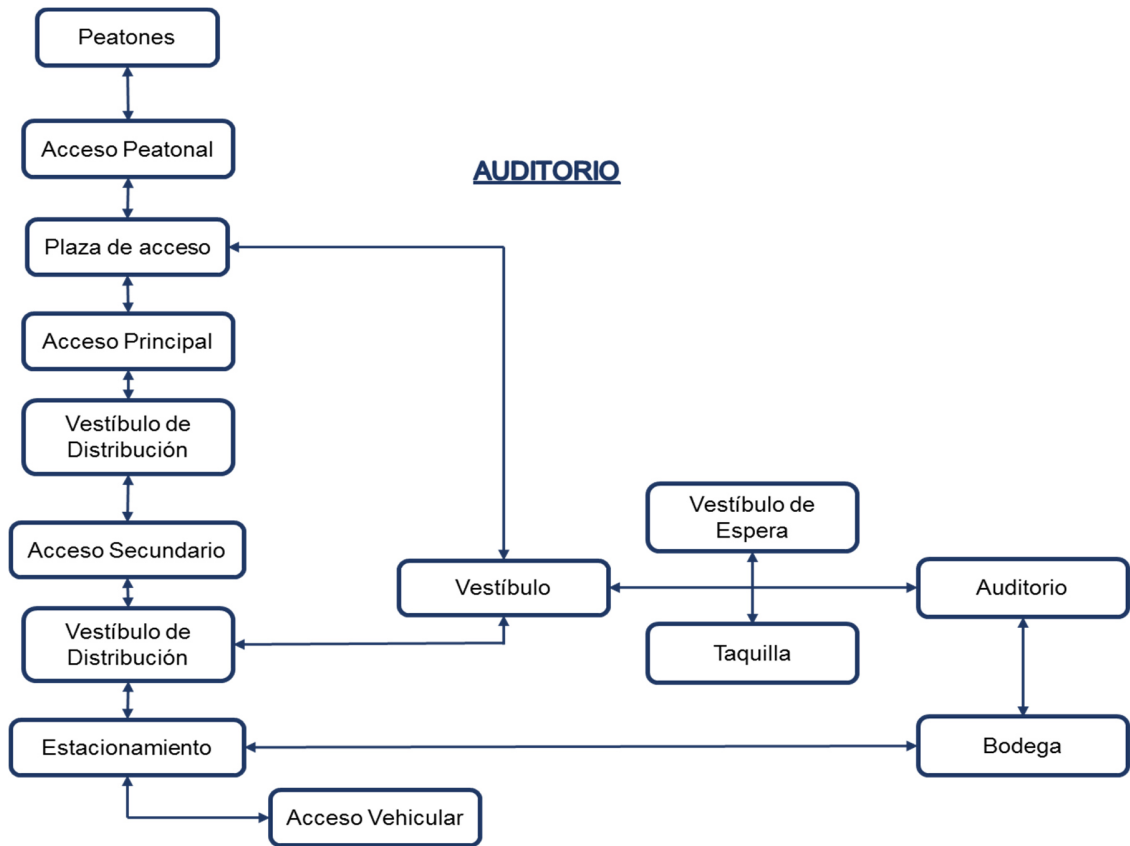 Peatones
Acceso Peatonal
AUDITORIO
Plaza de acceso
Acceso Principal
Vestíbulo de
Distribución
Acceso Secundario
Vestíbulo de
Distribución
Estacionamiento
Acceso Vehicular
Vestíbulo
Vestíbulo de
Espera
Taquilla
Auditorio
Bodega